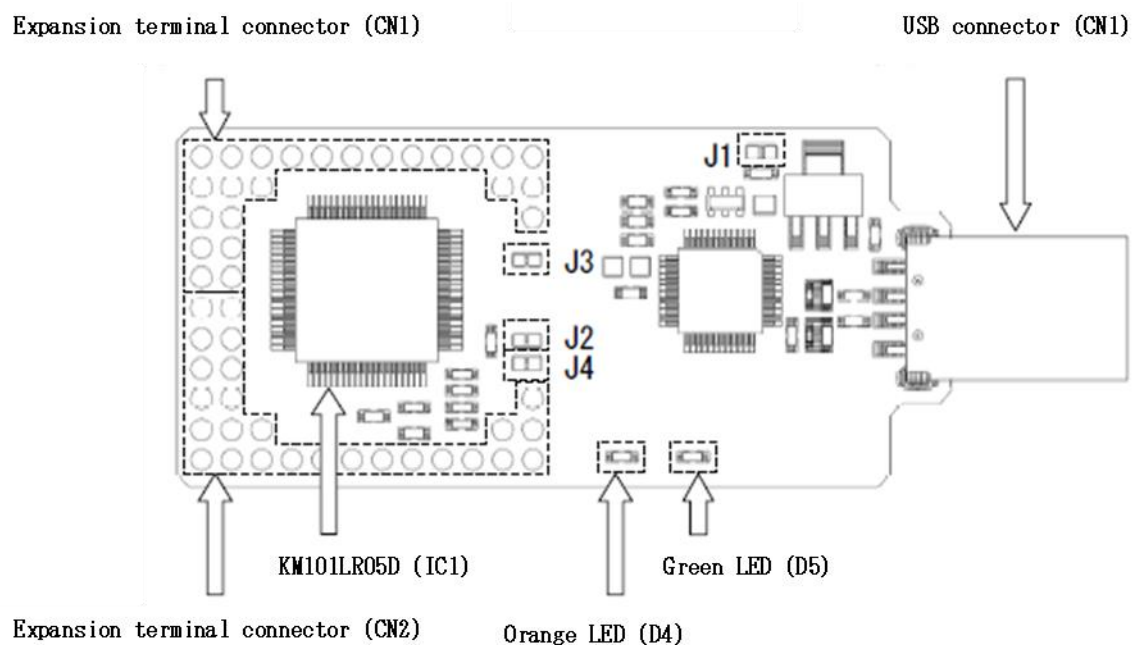 Expansion terminal connector (CN1)
USB connector (CN1)
J1
J3
J2
J4
KM101LR05D (IC1)
Green LED (D5)
Expansion terminal connector (CN2)
Orange LED (D4)